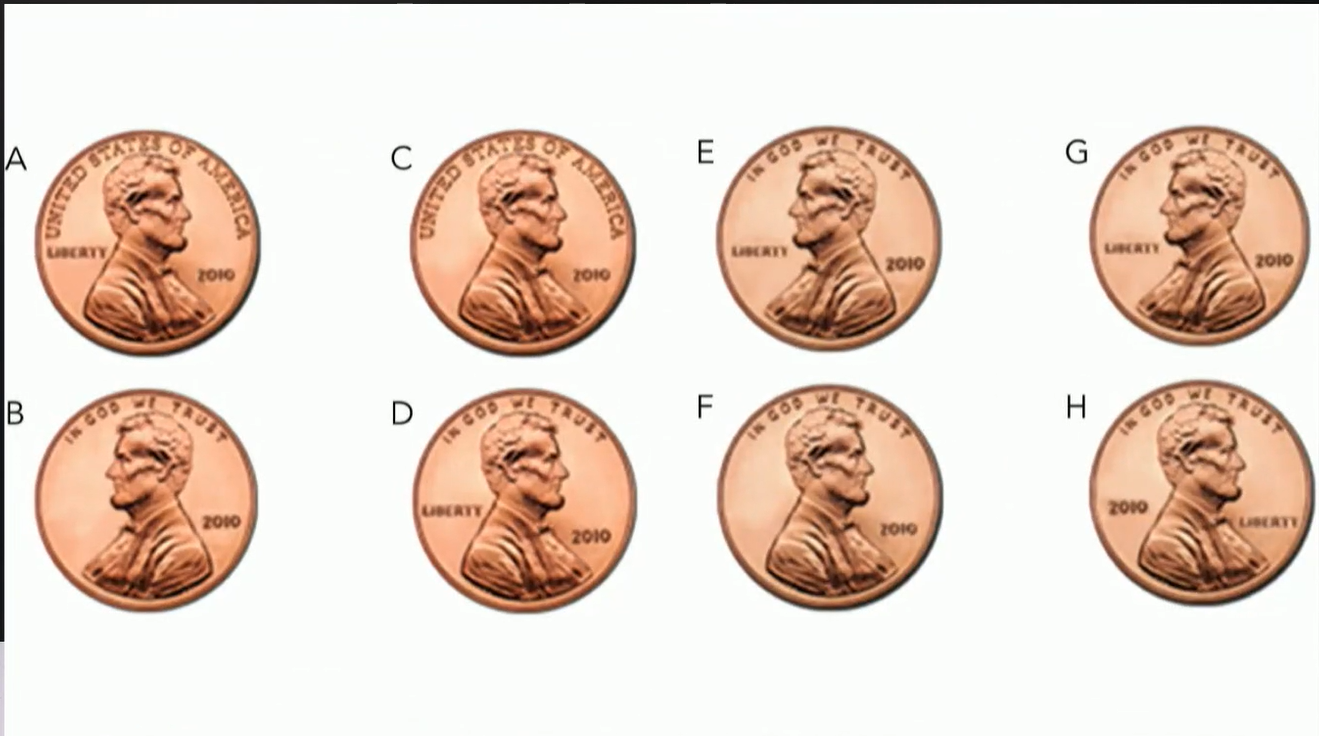 A
UNITED STATES OF AMERICA
LIBERTY
2010
C
UNITED STATES OF AMERICA
2010
E
IN GOD WE TRUST
LIBERTY
2010
G
IN GOD WE TRUST
LIBERTY
2010
B
IN GOD WE TRUST
2010
D
IN GOD WE TRUST
LIBERTY
2010
F
IN GOD WE TRUST
2010
H
IN GOD WE TRUST
2010
LIBERTY